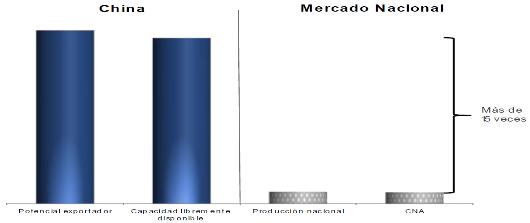 China
Mercado Nacional
Más de
15 veces
Potencial exportador
Capacidad libremente
disponible
Producción nacional
CNA